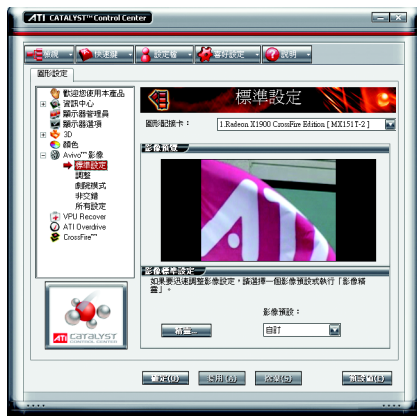 ATI CATALYST™ Control Center
檢視
快速鍵
設定檔
喜好設定
說明
圖形設定
歡迎您使用本產品
資訊中心
顯示器管理員
顯示器選項
3D
顏色
Avivo™ 影像
標準設定
調整
劇院模式
非交錯
所有設定
VPU Recover
ATI Overdrive
CrossFire™
ATI CATALYST
CONTROL CENTER
標準設定
圖形配接卡：
1.Radeon X1900 CrossFire Edition [ MX151T-2 ]
影像預覽
影像標準設定
如果要迅速調整影像設定，請選擇一個影像預設或執行「影像精
靈」。
影像預設：
精靈...
自訂
確定(O)
套用(A)
預設值(D)